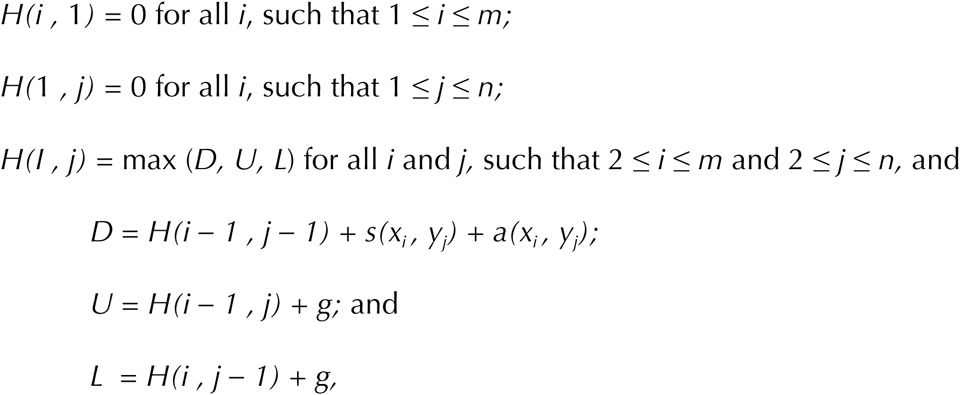 H(i , 1) = 0 for all i, such that 1 ≤ i ≤ m;
H(1 , j) = 0 for all i, such that 1 ≤ j ≤ n;
H(I , j) = max (D, U, L) for all i and j, such that 2 ≤ i ≤ m and 2 ≤ j ≤ n, and
D = H(i − 1 , j − 1) + s(xᵢ , yⱼ) + a(xᵢ , yⱼ);
U = H(i − 1 , j) + g; and
L = H(i , j − 1) + g,